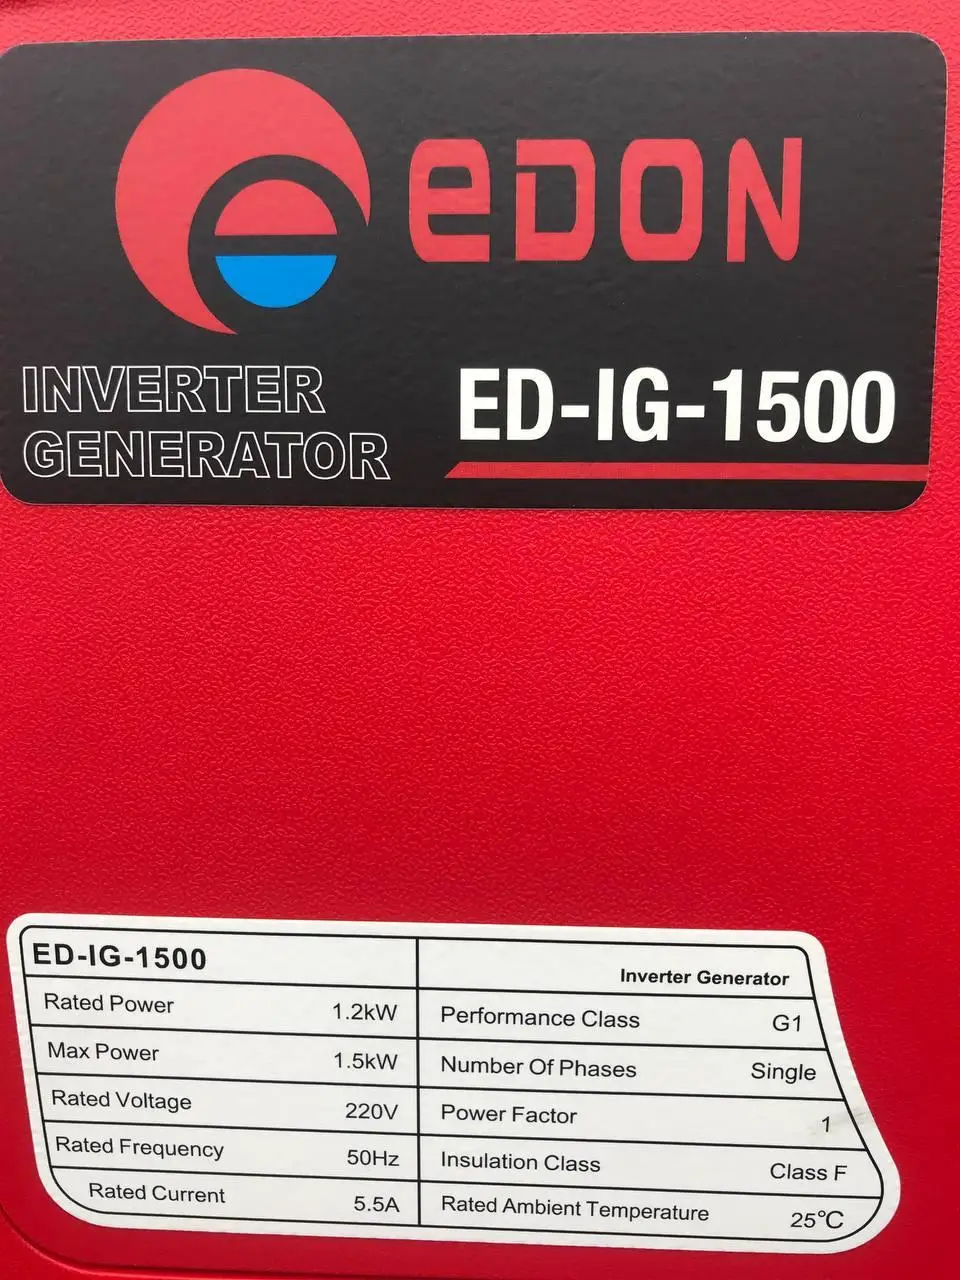 eDON
INVERTER
GENERATOR
ED-IG-1500
ED-IG-1500
Inverter Generator
Rated Power 1.2kW
Performance Class G1
Max Power 1.5kW
Number Of Phases Single
Rated Voltage 220V
Power Factor 1
Rated Frequency 50Hz
Insulation Class Class F
Rated Current 5.5A
Rated Ambient Temperature 25℃